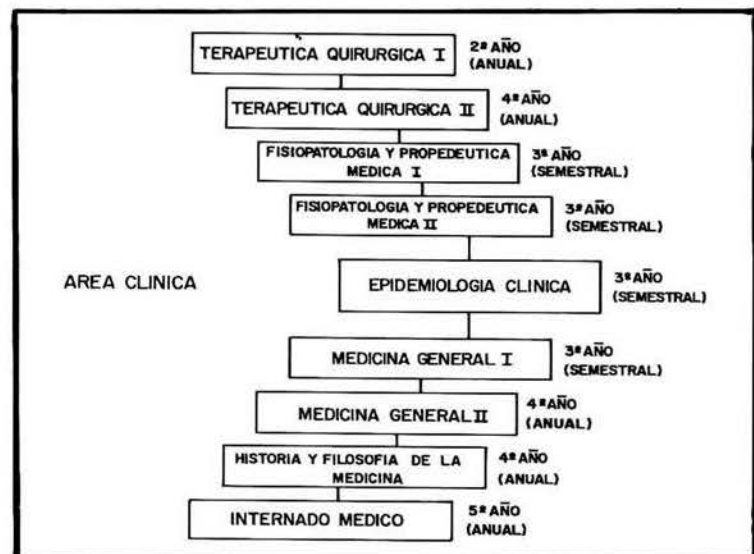 TERAPEUTICA QUIRURGICA I
2º AÑO
(ANUAL)
TERAPEUTICA QUIRURGICA II
4º AÑO
(ANUAL)
FISIOPATOLOGIA Y PROPEDEUTICA
MEDICA I
3º AÑO
(SEMESTRAL)
FISIOPATOLOGIA Y PROPEDEUTICA
MEDICA II
3º AÑO
(SEMESTRAL)
AREA CLINICA
EPIDEMIOLOGIA CLINICA
3º AÑO
(SEMESTRAL)
MEDICINA GENERAL I
3º AÑO
(SEMESTRAL)
MEDICINA GENERAL II
4º AÑO
(ANUAL)
HISTORIA Y FILOSOFIA DE LA
MEDICINA
4º AÑO
(ANUAL)
INTERNADO MEDICO
5º AÑO
(ANUAL)